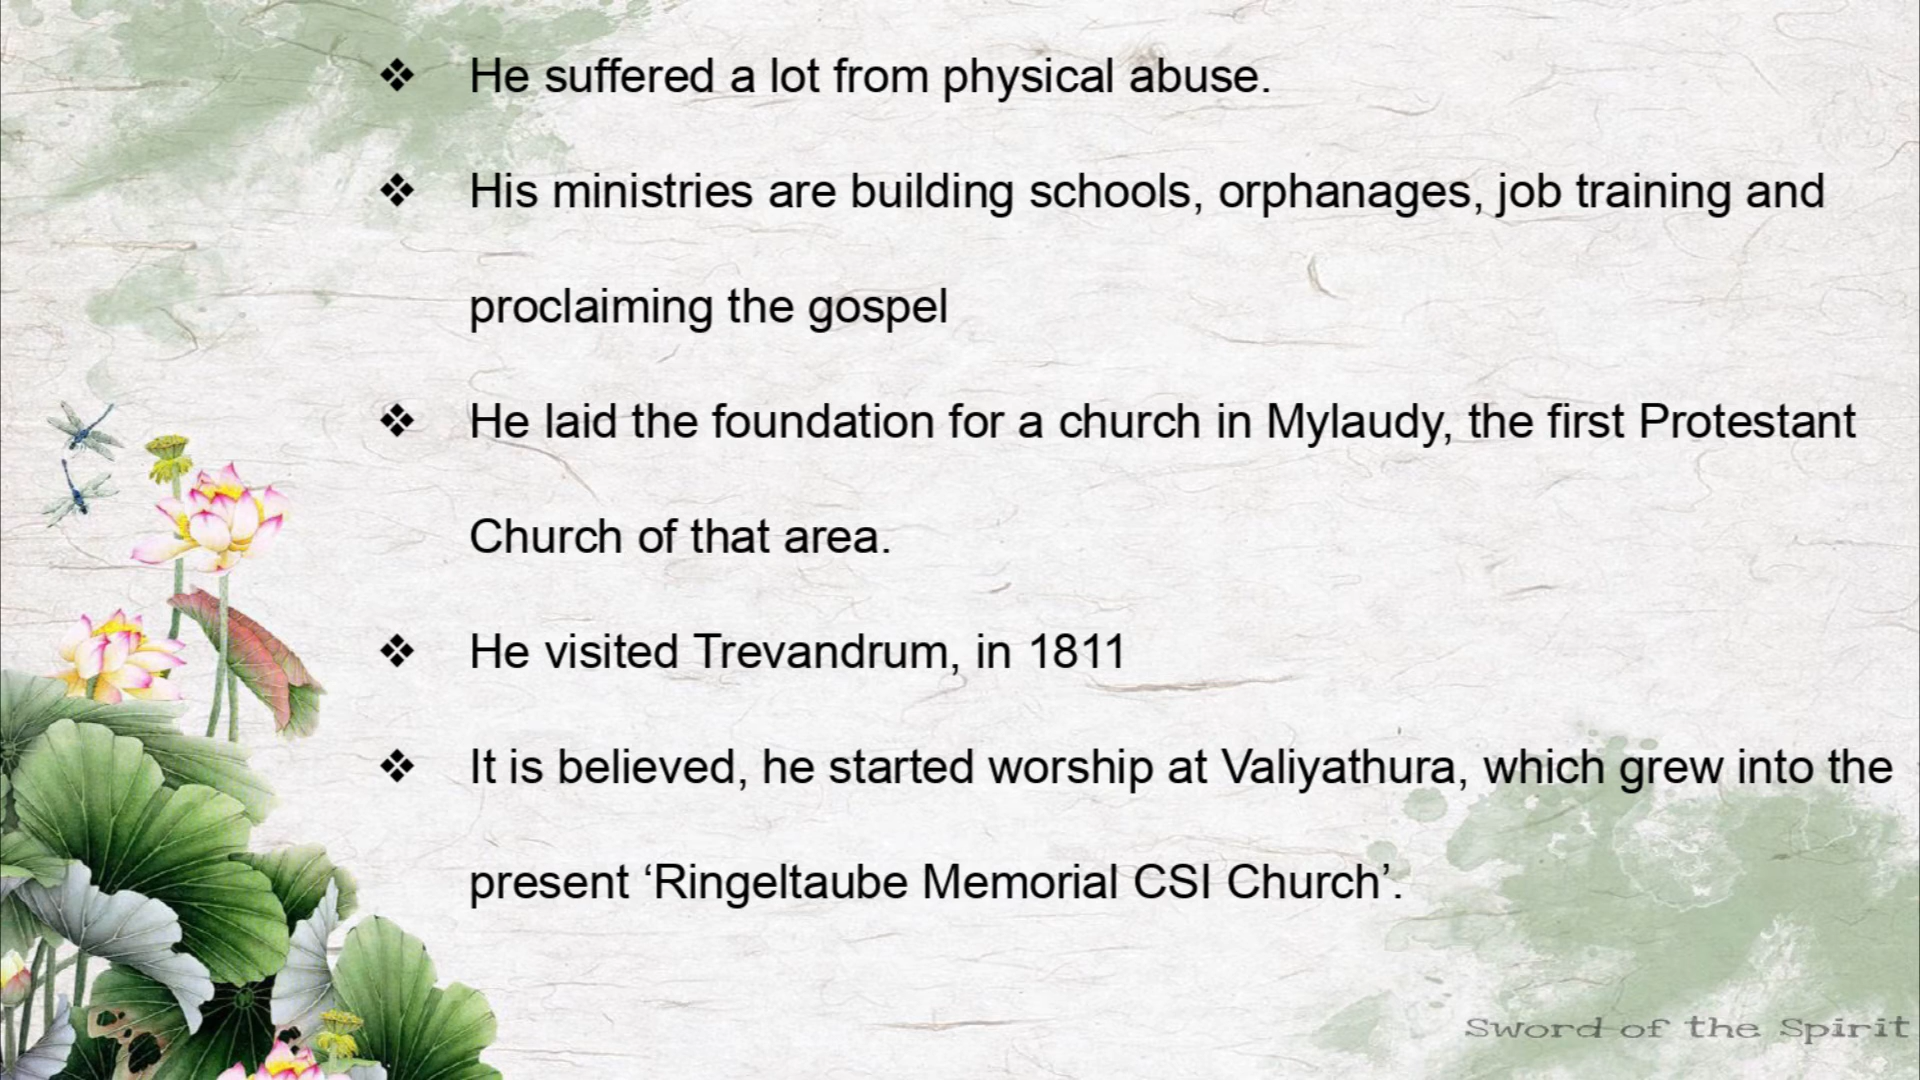 ❖ He suffered a lot from physical abuse.
❖ His ministries are building schools, orphanages, job training and
proclaiming the gospel
❖ He laid the foundation for a church in Mylaudy, the first Protestant
Church of that area.
❖ He visited Trevandrum, in 1811
❖ It is believed, he started worship at Valiyathura, which grew into the
present ‘Ringeltaube Memorial CSI Church’.
Sword of the Spirit